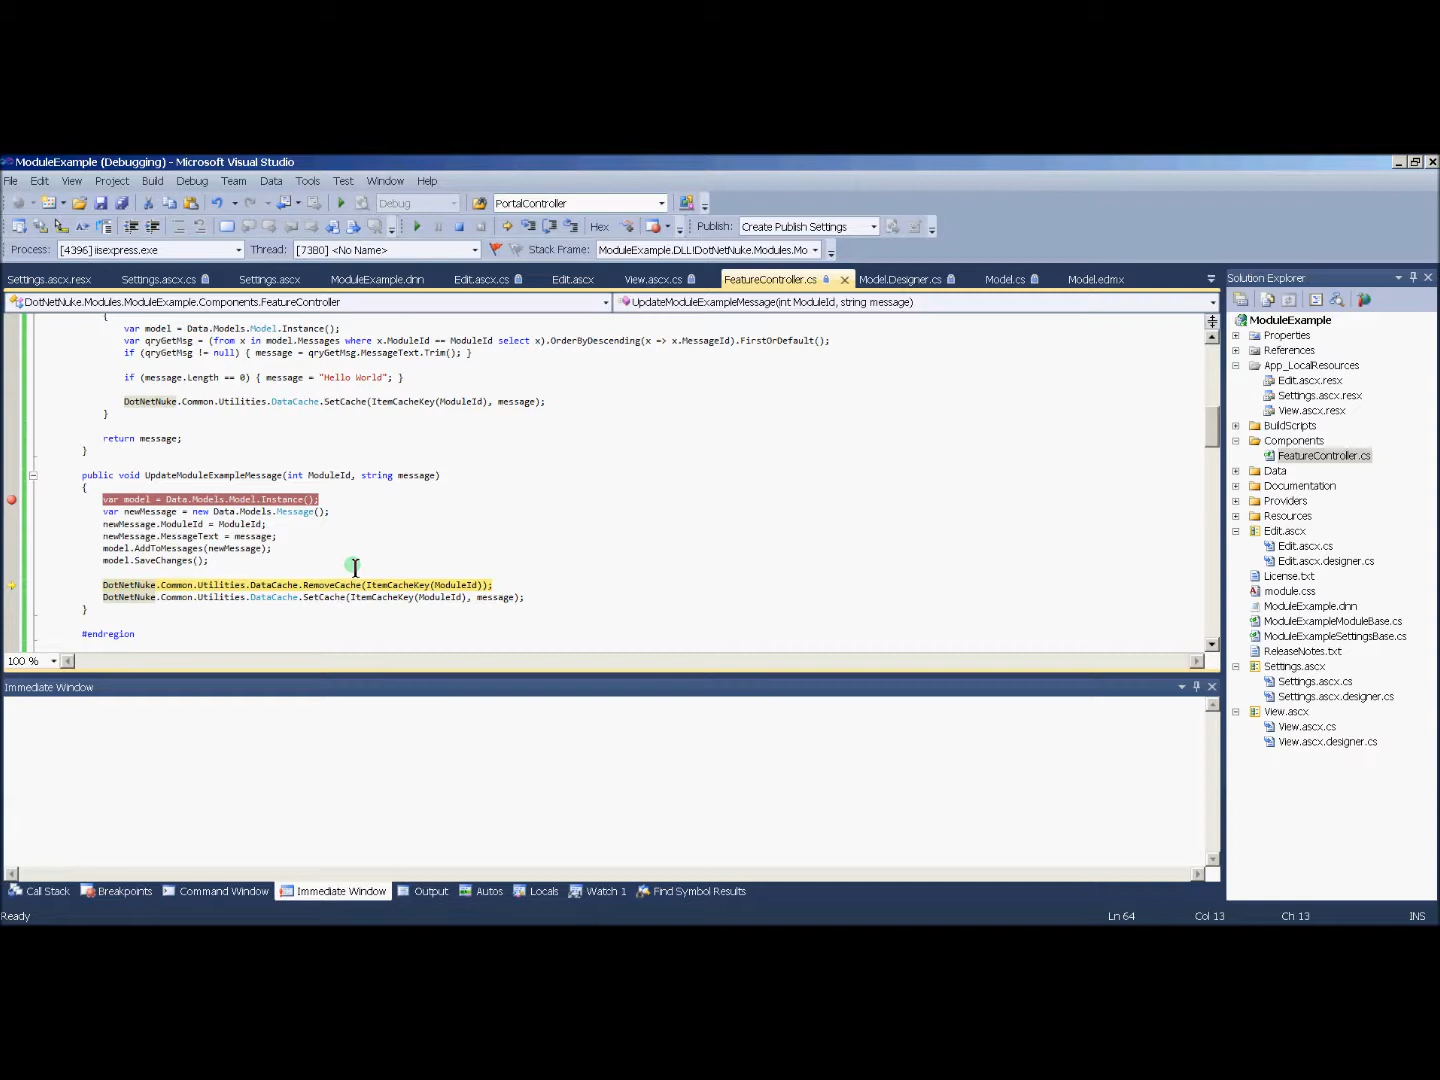 ModuleExample (Debugging) - Microsoft Visual Studio
File Edit View Project Build Debug Team Data Tools Test Window Help
Debug PortalController
Hex Publish: Create Publish Settings
Process: [4396] iisexpress.exe Thread: [7380] <No Name> Stack Frame: ModuleExample.DLL!DotNetNuke.Modules.Mo
Settings.ascx.resx Settings.ascx.cs Settings.ascx ModuleExample.dnn Edit.ascx.cs Edit.ascx View.ascx.cs FeatureController.cs Model.Designer.cs Model.cs Model.edmx
DotNetNuke.Modules.ModuleExample.Components.FeatureController UpdateModuleExampleMessage(int ModuleId, string message)
{
var model = Data.Models.Model.Instance();
var qryGetMsg = (from x in model.Messages where x.ModuleId == ModuleId select x).OrderByDescending(x => x.MessageId).FirstOrDefault();
if (qryGetMsg != null) { message = qryGetMsg.MessageText.Trim(); }
if (message.Length == 0) { message = "Hello World"; }
DotNetNuke.Common.Utilities.DataCache.SetCache(ItemCacheKey(ModuleId), message);
}
return message;
}
public void UpdateModuleExampleMessage(int ModuleId, string message)
{
var model = Data.Models.Model.Instance();
var newMessage = new Data.Models.Message();
newMessage.ModuleId = ModuleId;
newMessage.MessageText = message;
model.AddToMessages(newMessage);
model.SaveChanges();
DotNetNuke.Common.Utilities.DataCache.RemoveCache(ItemCacheKey(ModuleId));
DotNetNuke.Common.Utilities.DataCache.SetCache(ItemCacheKey(ModuleId), message);
}
#endregion
100 %
Immediate Window
Call Stack Breakpoints Command Window Immediate Window Output Autos Locals Watch 1 Find Symbol Results
Ready Ln 64 Col 13 Ch 13 INS
Solution Explorer
ModuleExample
Properties
References
App_LocalResources
Edit.ascx.resx
Settings.ascx.resx
View.ascx.resx
BuildScripts
Components
FeatureController.cs
Data
Documentation
Providers
Resources
Edit.ascx
Edit.ascx.cs
Edit.ascx.designer.cs
License.txt
module.css
ModuleExample.dnn
ModuleExampleModuleBase.cs
ModuleExampleSettingsBase.cs
ReleaseNotes.txt
Settings.ascx
Settings.ascx.cs
Settings.ascx.designer.cs
View.ascx
View.ascx.cs
View.ascx.designer.cs